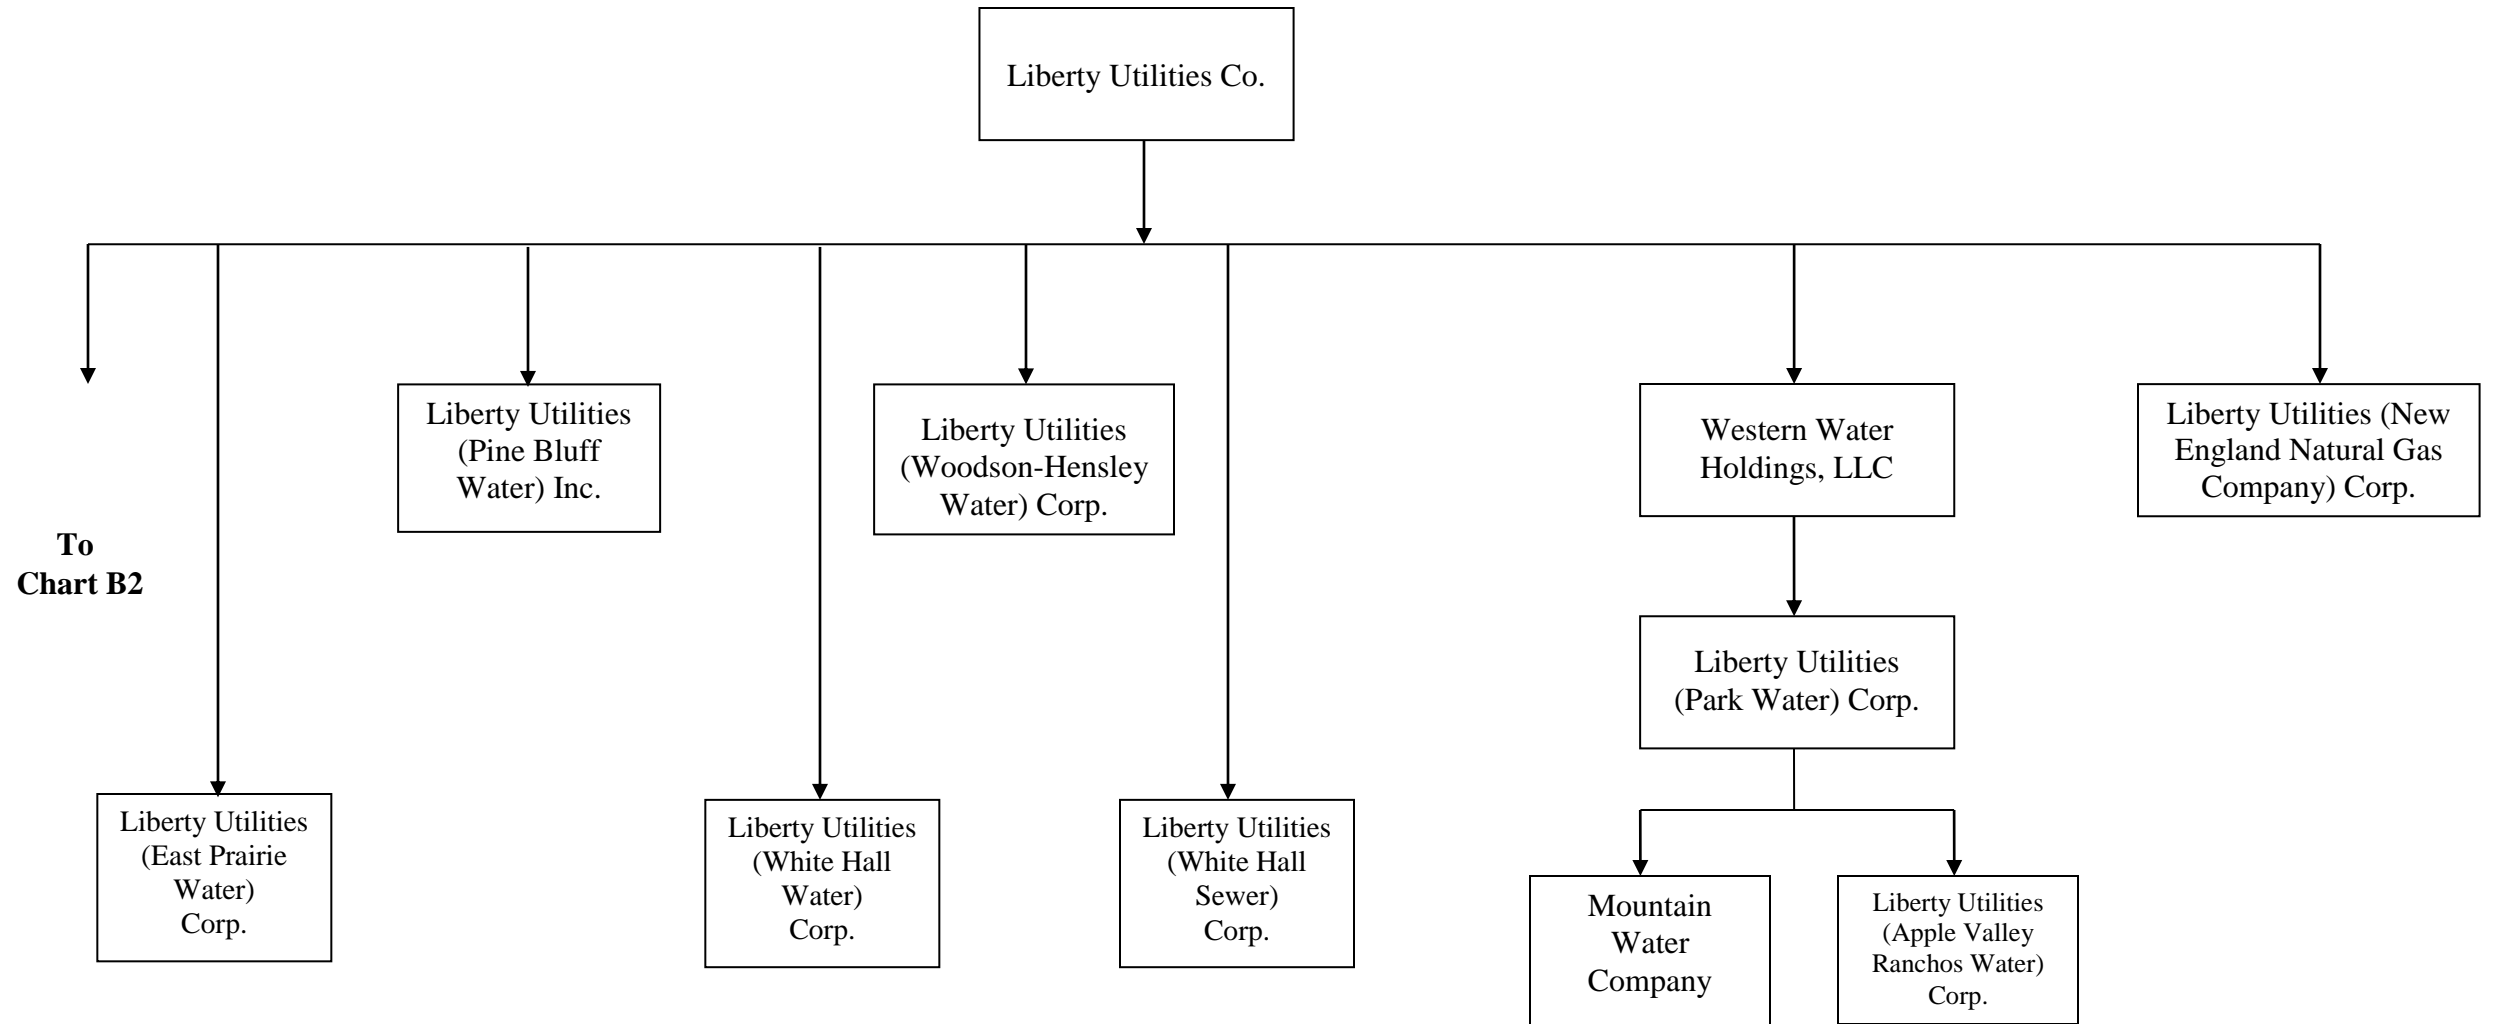 Liberty Utilities Co.
Liberty Utilities
(Pine Bluff
Water) Inc.
Liberty Utilities
(Woodson-Hensley
Water) Corp.
Western Water
Holdings, LLC
Liberty Utilities (New
England Natural Gas
Company) Corp.
To
Chart B2
Liberty Utilities
(Park Water) Corp.
Liberty Utilities
(East Prairie
Water)
Corp.
Liberty Utilities
(White Hall
Water)
Corp.
Liberty Utilities
(White Hall
Sewer)
Corp.
Mountain
Water
Company
Liberty Utilities
(Apple Valley
Ranchos Water)
Corp.